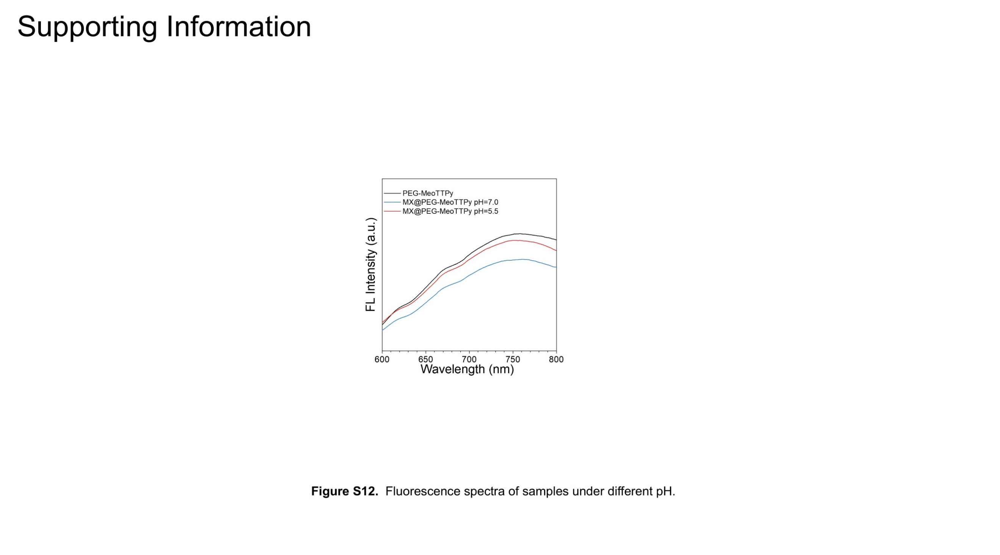 Supporting Information
PEG-MeoTTPy
MX@PEG-MeoTTPy pH=7.0
MX@PEG-MeoTTPy pH=5.5
FL Intensity (a.u.)
600 650 700 750 800
Wavelength (nm)
Figure S12. Fluorescence spectra of samples under different pH.